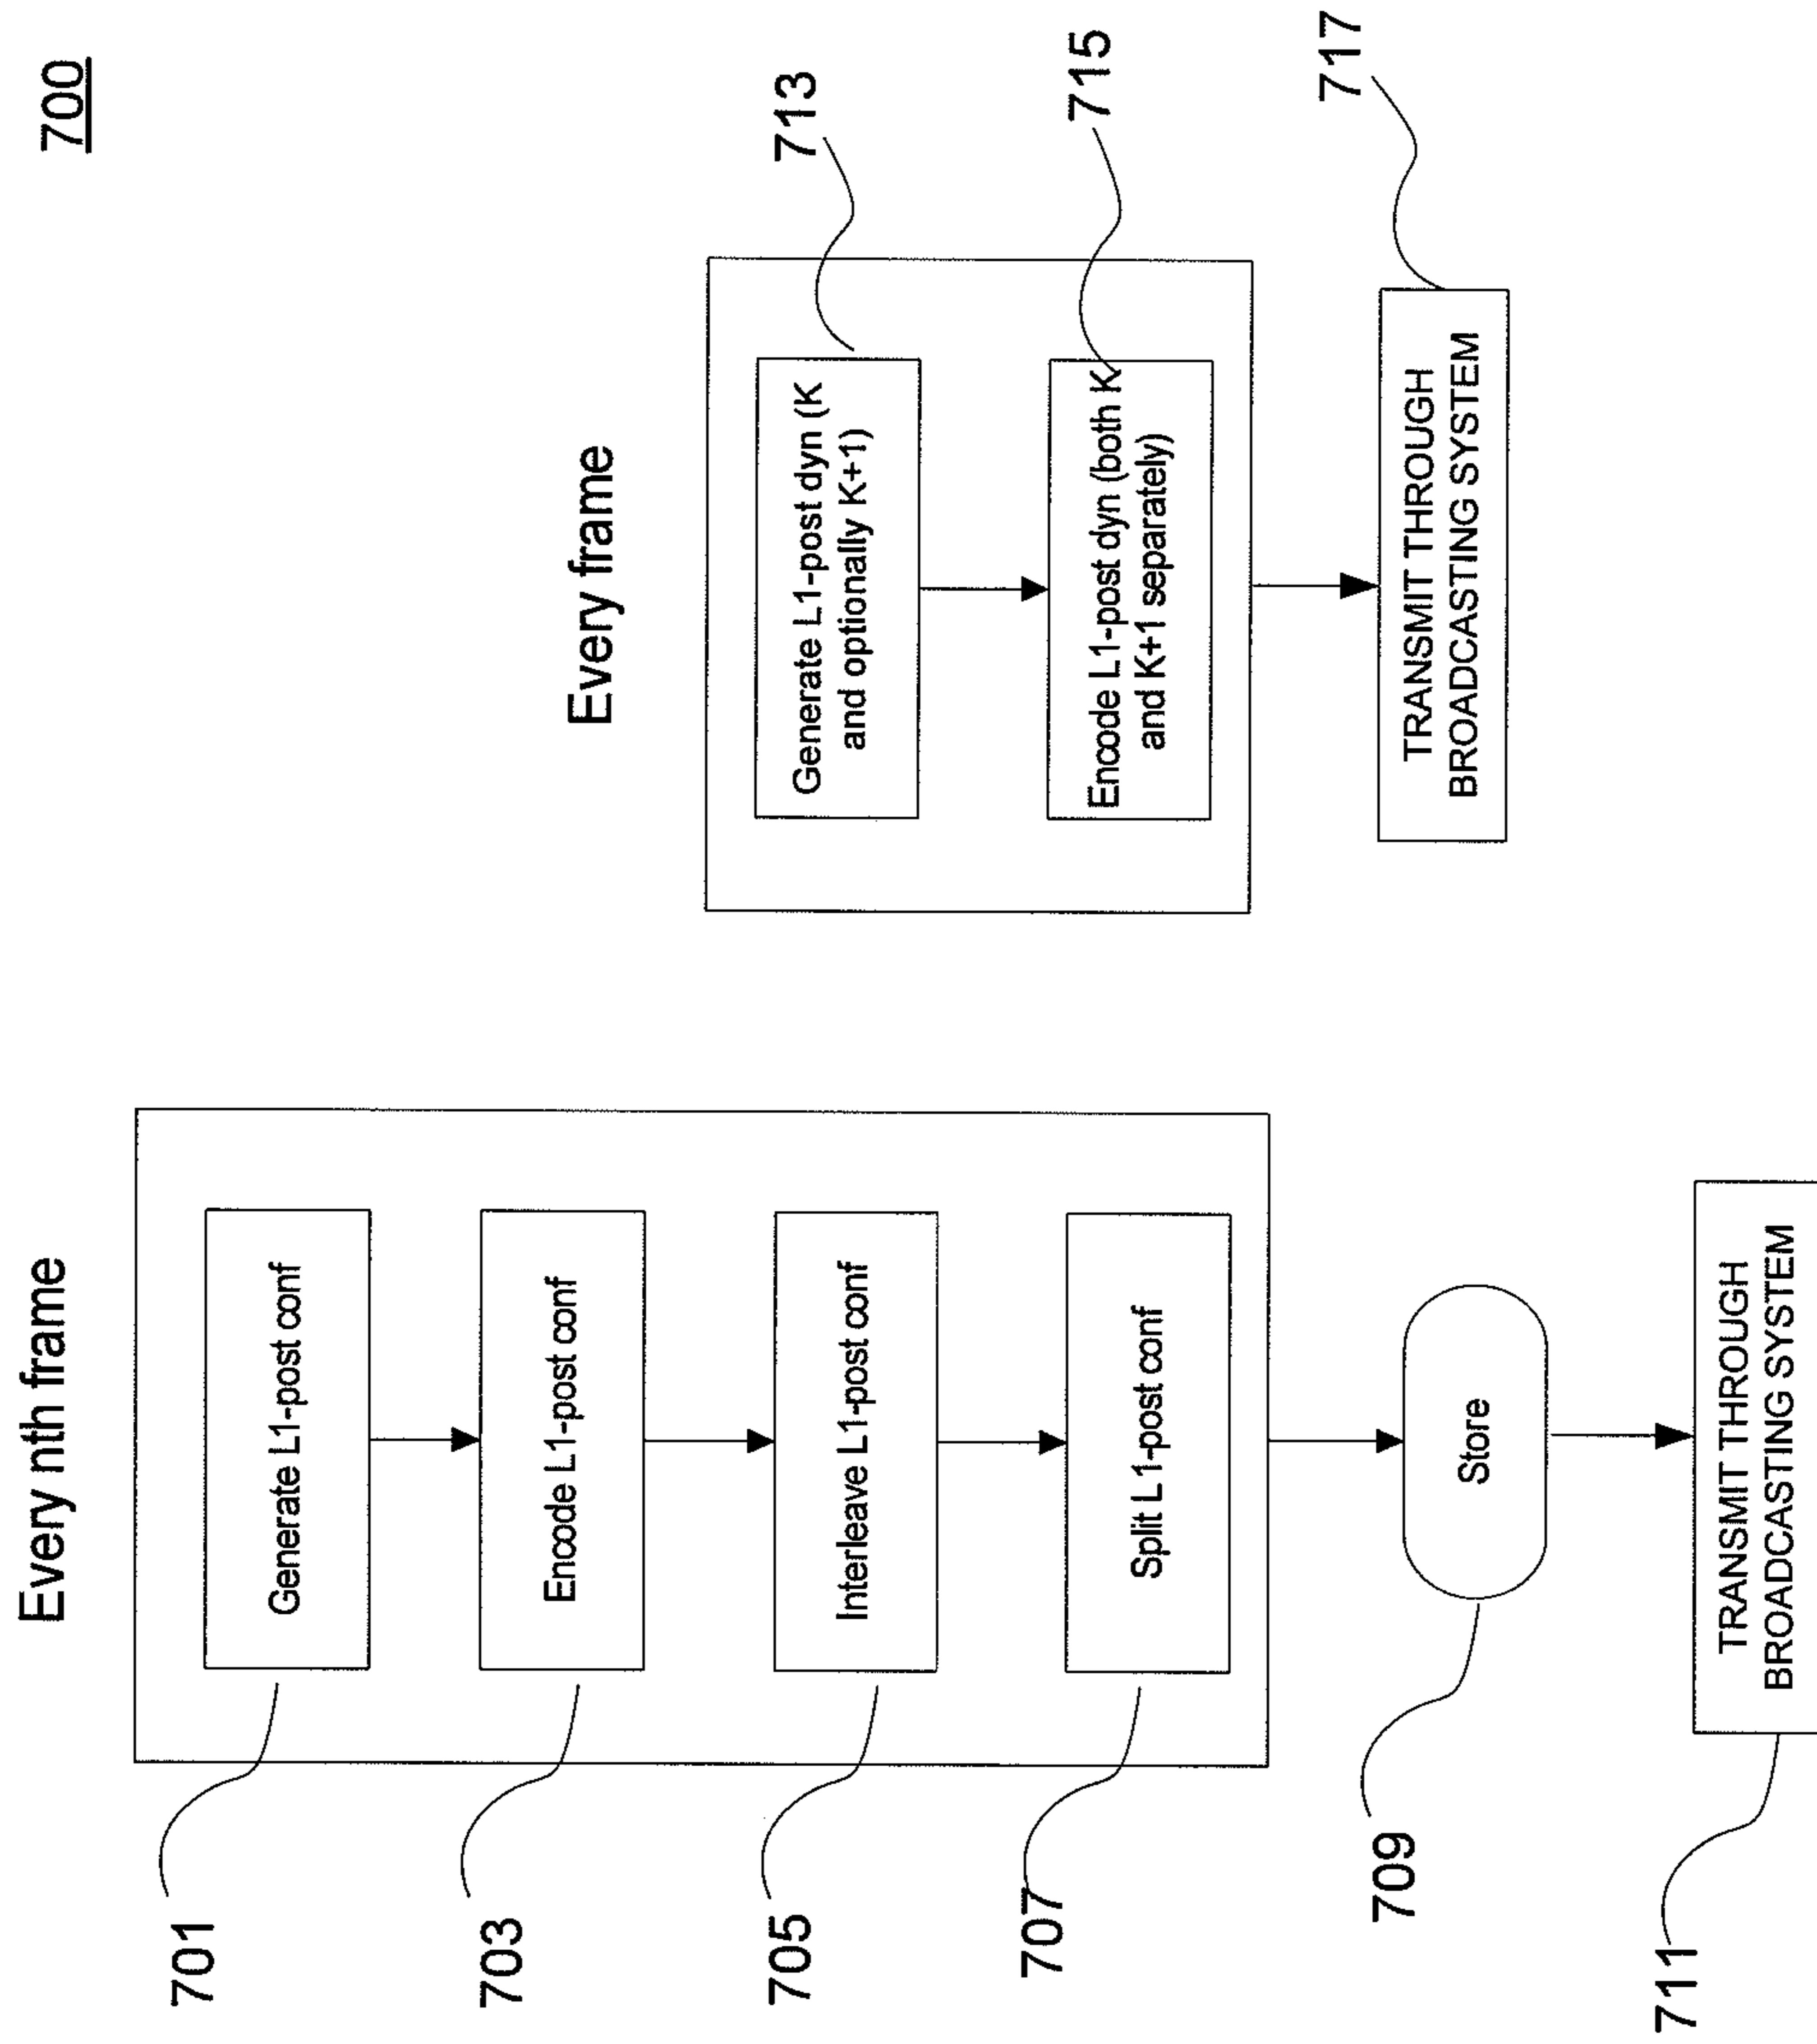 700
Every nth frame
Generate L1-post conf
701
Encode L1-post conf
703
Interleave L1-post conf
705
Split L1-post conf
707
Store
709
TRANSMIT THROUGH
BROADCASTING SYSTEM
711
Every frame
Generate L1-post dyn (K
and optionally K+1)
713
Encode L1-post dyn (both K
and K+1 separately)
715
TRANSMIT THROUGH
BROADCASTING SYSTEM
717